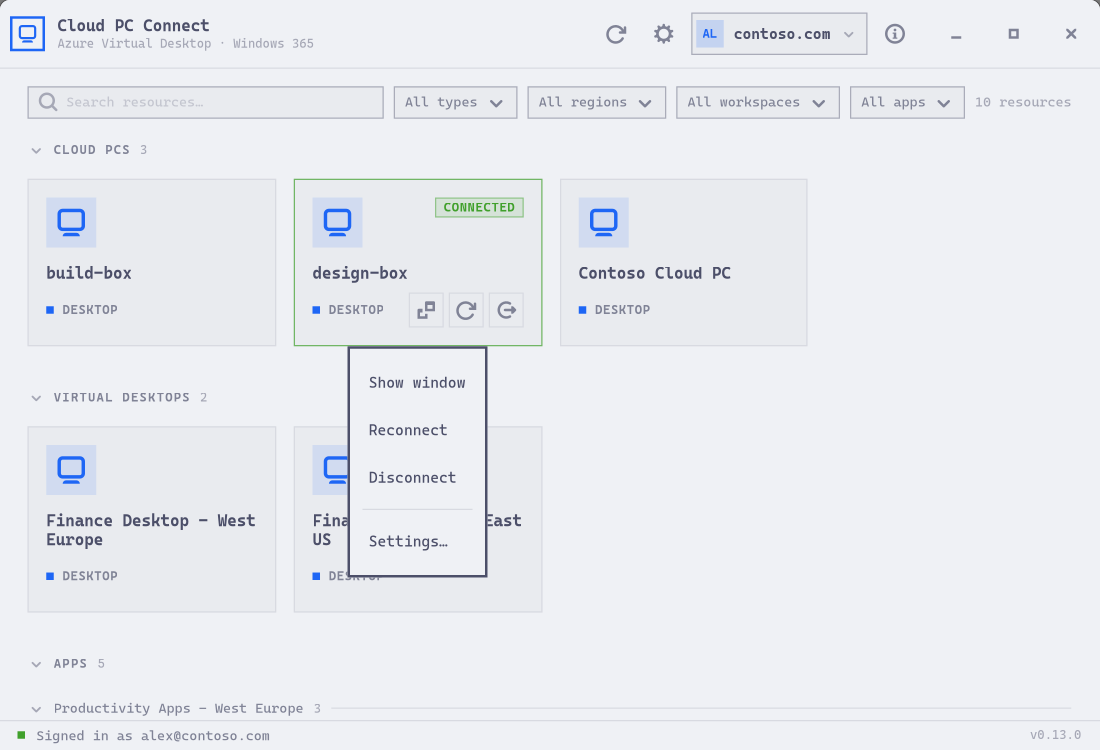 Cloud PC Connect
Azure Virtual Desktop · Windows 365
AL contoso.com
Search resources…
All types
All regions
All workspaces
All apps
10 resources
CLOUD PCS 3
build-box
DESKTOP
CONNECTED
design-box
DESKTOP
Contoso Cloud PC
DESKTOP
Show window
Reconnect
Disconnect
Settings…
VIRTUAL DESKTOPS 2
Finance Desktop - West
Europe
DESKTOP
East
US
APPS 5
Productivity Apps - West Europe 3
Signed in as alex@contoso.com
v0.13.0